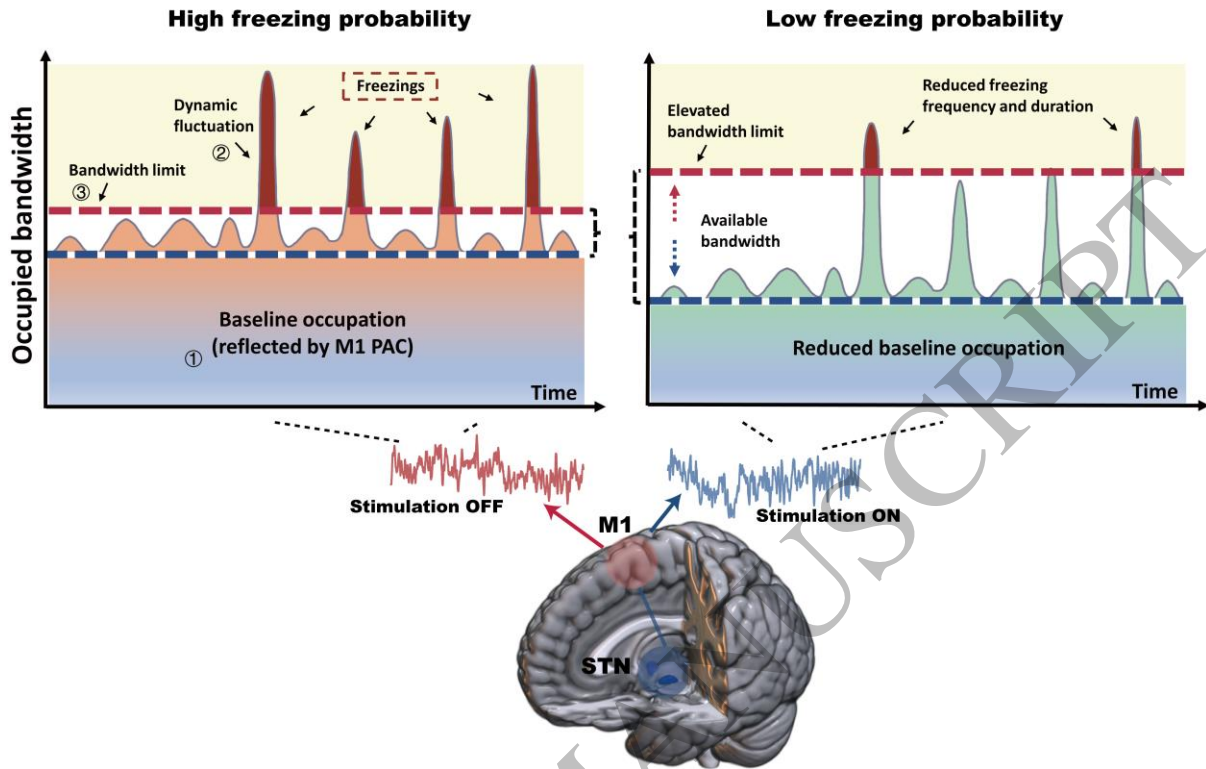 High freezing probability
Low freezing probability
Occupied bandwidth
Freezings
Dynamic
fluctuation
②
Bandwidth limit
③
Baseline occupation
(reflected by M1 PAC)
①
Time
Reduced freezing
frequency and duration
Elevated
bandwidth limit
Available
bandwidth
Reduced baseline occupation
Time
Stimulation OFF
Stimulation ON
M1
STN